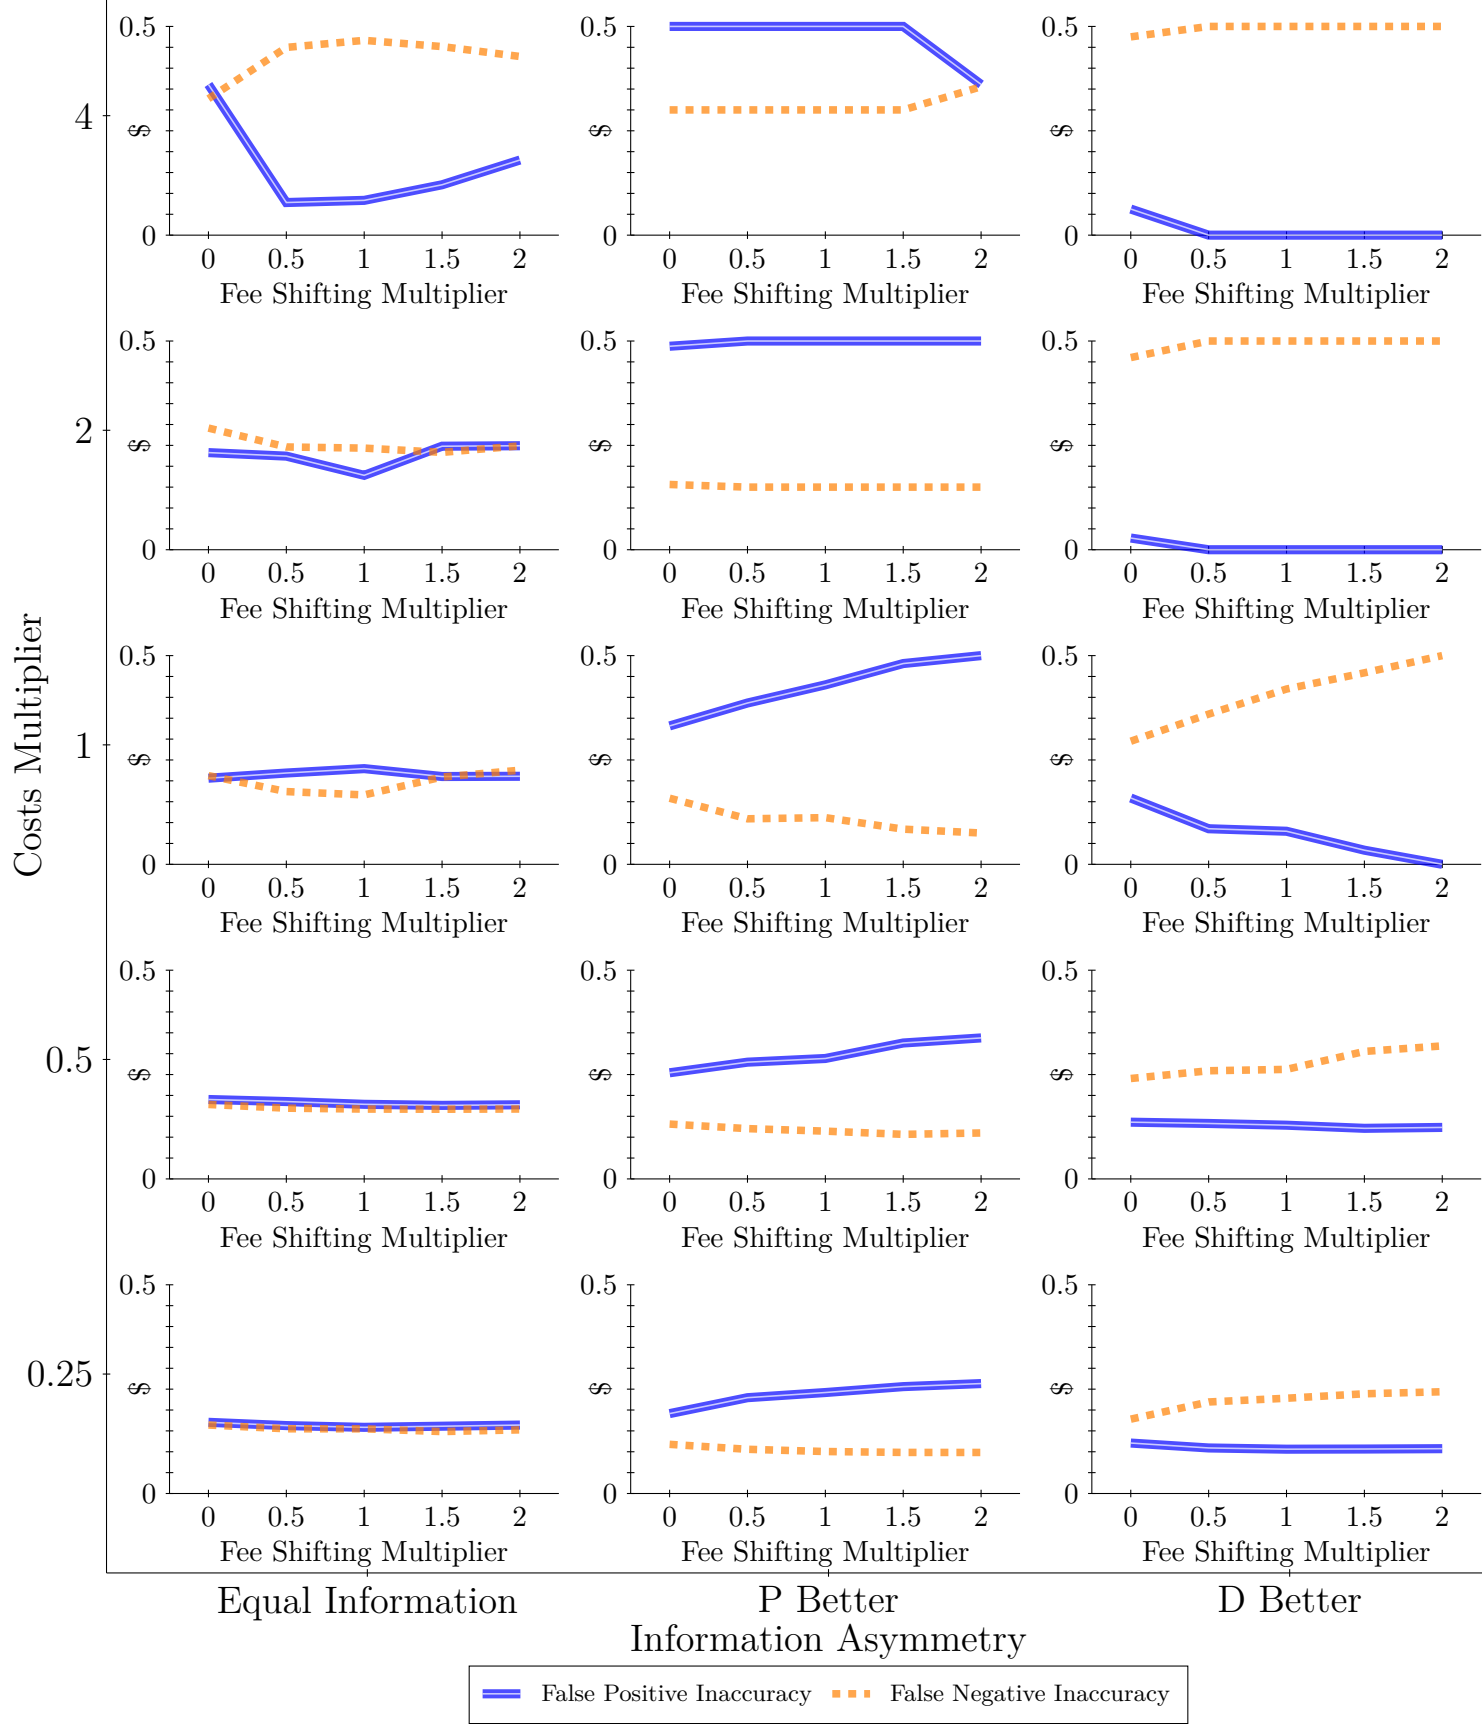 0.5 0.5 0.5
4 $ $ $
0 0 0
0 0.5 1 1.5 2 0 0.5 1 1.5 2 0 0.5 1 1.5 2
Fee Shifting Multiplier Fee Shifting Multiplier Fee Shifting Multiplier
0.5 0.5 0.5
2 $ $ $
0 0 0
0 0.5 1 1.5 2 0 0.5 1 1.5 2 0 0.5 1 1.5 2
Fee Shifting Multiplier Fee Shifting Multiplier Fee Shifting Multiplier
Costs Multiplier
0.5 0.5 0.5
1 $ $ $
0 0 0
0 0.5 1 1.5 2 0 0.5 1 1.5 2 0 0.5 1 1.5 2
Fee Shifting Multiplier Fee Shifting Multiplier Fee Shifting Multiplier
0.5 0.5 0.5
0.5 $ $ $
0 0 0
0 0.5 1 1.5 2 0 0.5 1 1.5 2 0 0.5 1 1.5 2
Fee Shifting Multiplier Fee Shifting Multiplier Fee Shifting Multiplier
0.5 0.5 0.5
0.25 $ $ $
0 0 0
0 0.5 1 1.5 2 0 0.5 1 1.5 2 0 0.5 1 1.5 2
Fee Shifting Multiplier Fee Shifting Multiplier Fee Shifting Multiplier
Equal Information P Better D Better
Information Asymmetry
False Positive Inaccuracy False Negative Inaccuracy